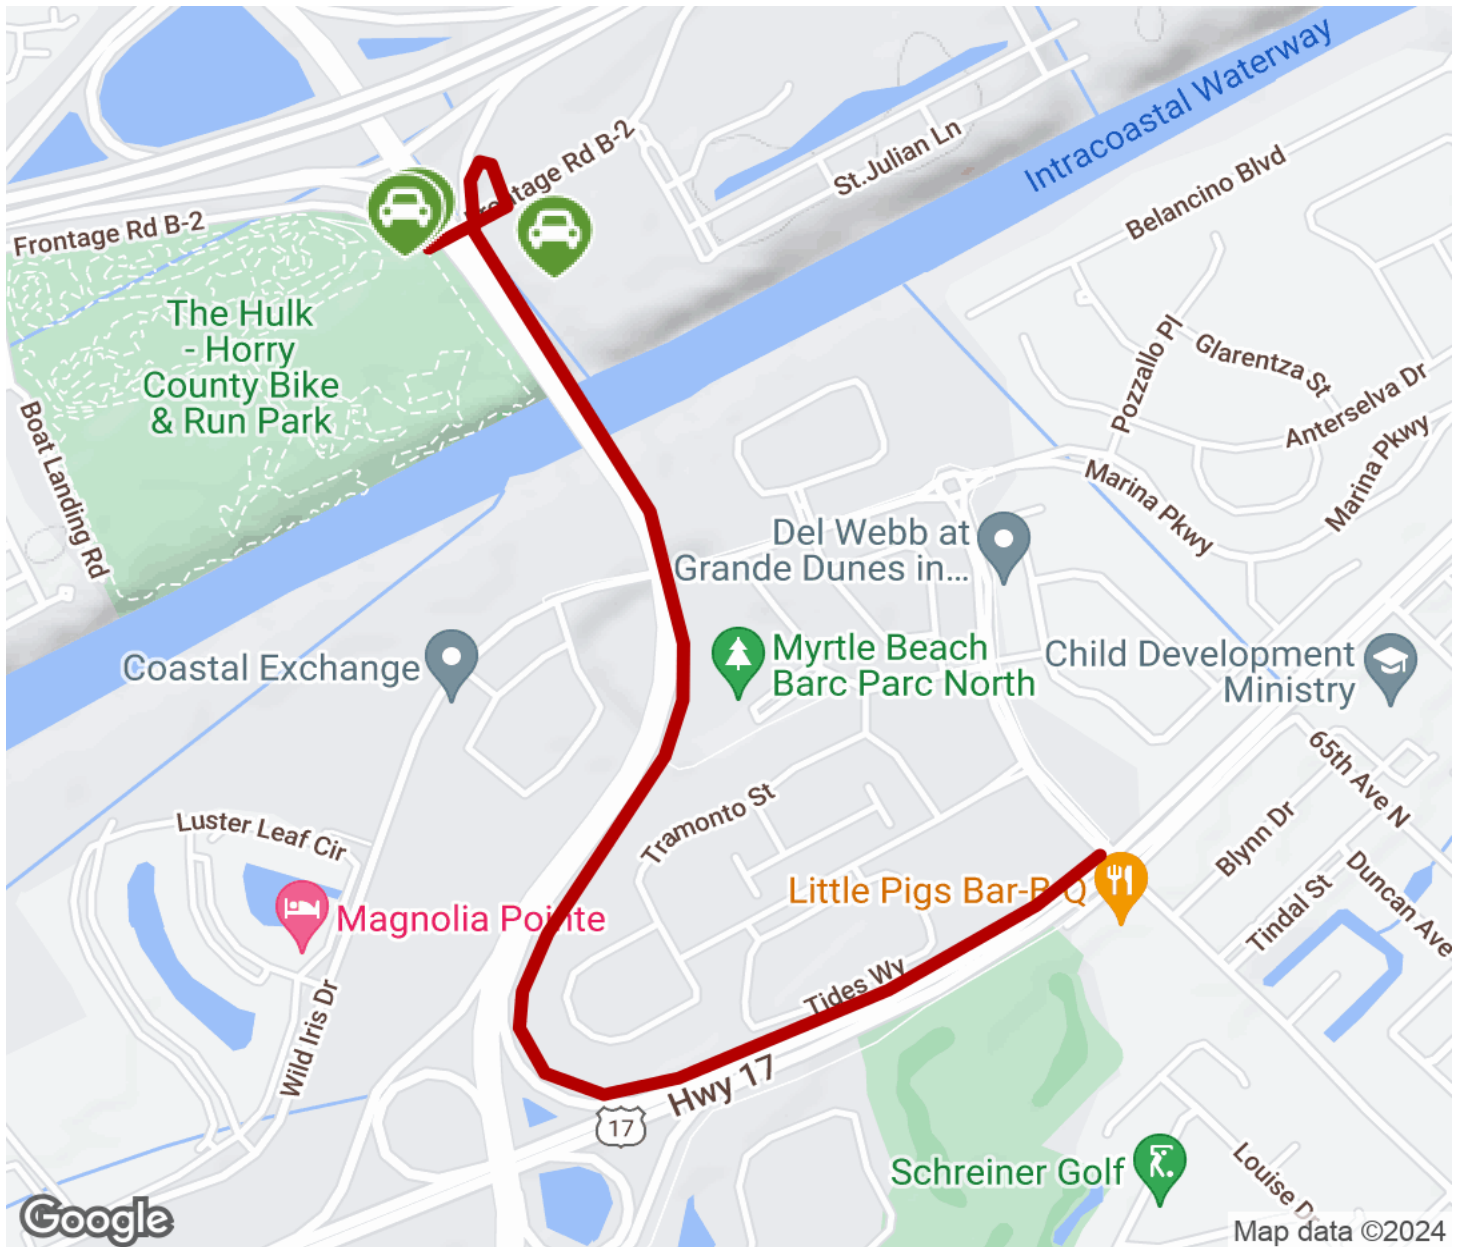 Frontage Rd B-2
St.Julian Ln
Intracoastal Waterway
Belancino Blvd
Frontage Rd B-2
The Hulk
- Horry
County Bike
& Run Park
Boat Landing Rd
Pozzallo Pl
Glarentza St
Anterselva Dr
Marina Pkwy
Marina Pkwy
Del Webb at
Grande Dunes in...
Coastal Exchange
Myrtle Beach
Barc Parc North
Child Development
Ministry
65th Ave N
Tramonto St
Luster Leaf Cir
Blynn Dr
Duncan Ave
Tindal St
Little Pigs Bar-B-Q
Magnolia Pointe
Tides Wy
Wild Iris Dr
Hwy 17
17
Schreiner Golf
Louise D
Google
Map data ©2024